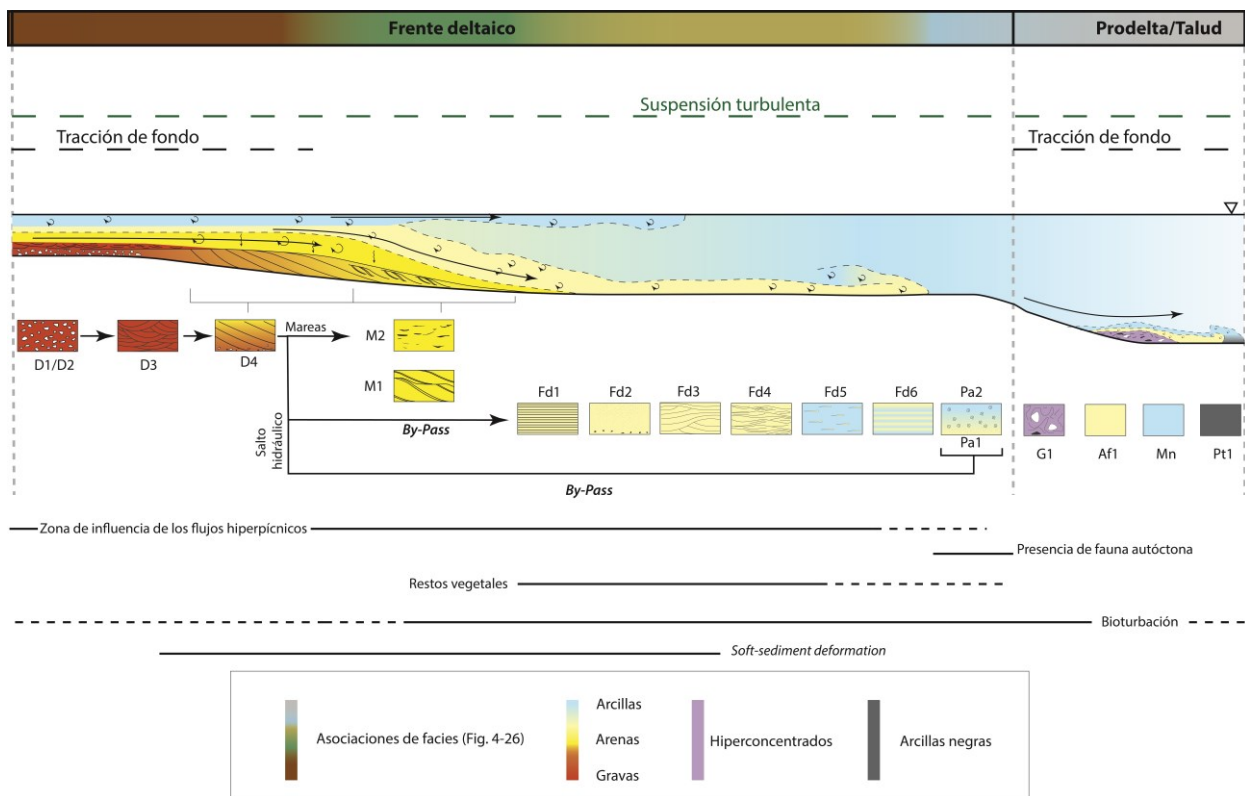 Frente deltaico
Prodelta/Talud
Suspensión turbulenta
Tracción de fondo
Tracción de fondo
D1/D2
D3
D4
Mareas
M2
M1
Salto
hidráulico
By-Pass
Fd1
Fd2
Fd3
Fd4
Fd5
Fd6
Pa2
Pa1
By-Pass
G1
Af1
Mn
Pt1
Zona de influencia de los flujos hiperpícnicos
Presencia de fauna autóctona
Restos vegetales
Bioturbación
Soft-sediment deformation
Asociaciones de facies (Fig. 4-26)
Arcillas
Arenas
Gravas
Hiperconcentrados
Arcillas negras